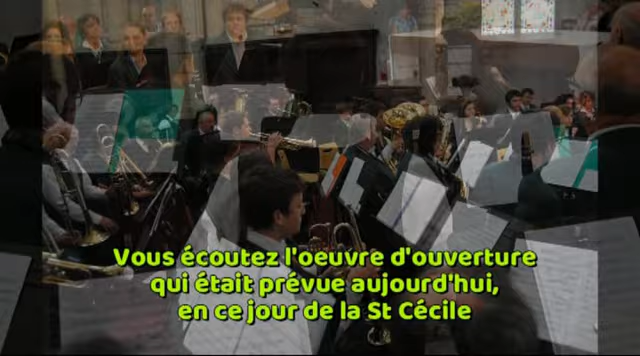 Vous écoutez l'oeuvre d'ouverture
qui était prévue aujourd'hui,
en ce jour de la St Cécile